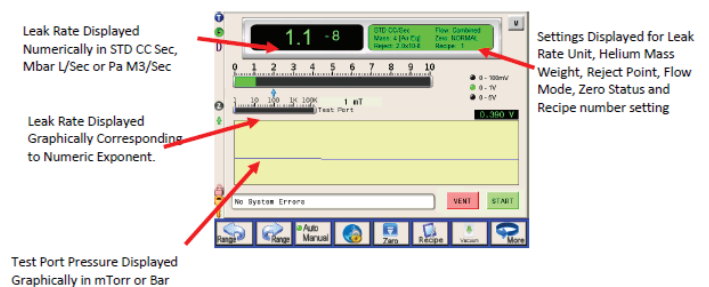 Leak Rate Displayed
Numerically in STD CC Sec,
Mbar L/Sec or Pa M3/Sec
Leak Rate Displayed
Graphically Corresponding
to Numeric Exponent.
Test Port Pressure Displayed
Graphically in mTorr or Bar
1.1 -8
STD CC/Sec Flow: Combined
Mass: 4 [Au Eq] Zero: NORMAL
Reject: 2.0x10-8 Recipe: 1
0 1 2 3 4 5 6 7 8 9 10
0 - 100mV
0 - 1V
0 - 5V
1 10 100 1K 100K 1 mT
Test Port
0.390 V
No System Errors
VENT
START
Range
Range
Auto
Manual
Zero
Recipe
Vacuum
More
Settings Displayed for Leak
Rate Unit, Helium Mass
Weight, Reject Point, Flow
Mode, Zero Status and
Recipe number setting